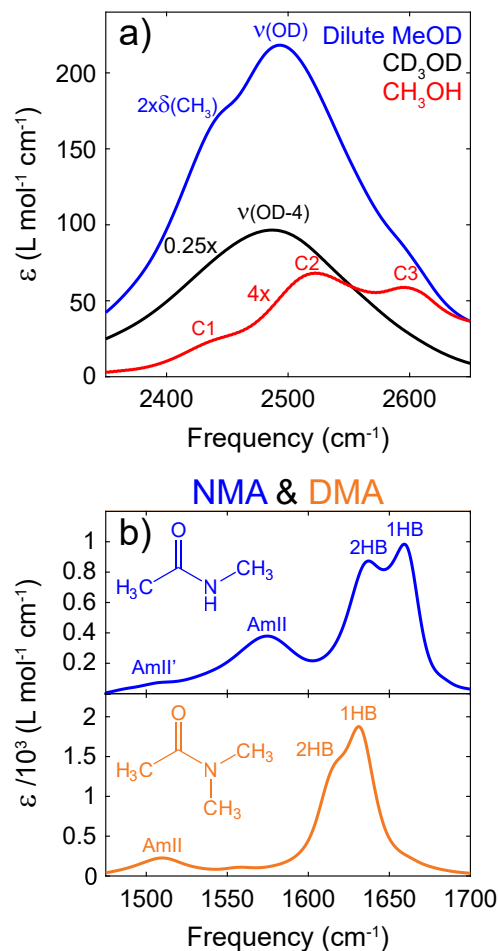 a)
ν(OD)
Dilute MeOD
CD₃OD
CH₃OH
2xδ(CH₃)
ν(OD-4)
0.25x
4x
C1
C2
C3
200
150
100
50
0
ε (L mol⁻¹ cm⁻¹)
2400
2500
2600
Frequency (cm⁻¹)
NMA & DMA
b)
1HB
2HB
O
H₃C
N
H
CH₃
AmII
AmII'
1
0.8
0.6
0.4
0.2
1HB
2HB
O
H₃C
N
CH₃
CH₃
AmII
2
1.5
1
0.5
0
ε /10³ (L mol⁻¹ cm⁻¹)
1500
1550
1600
1650
1700
Frequency (cm⁻¹)